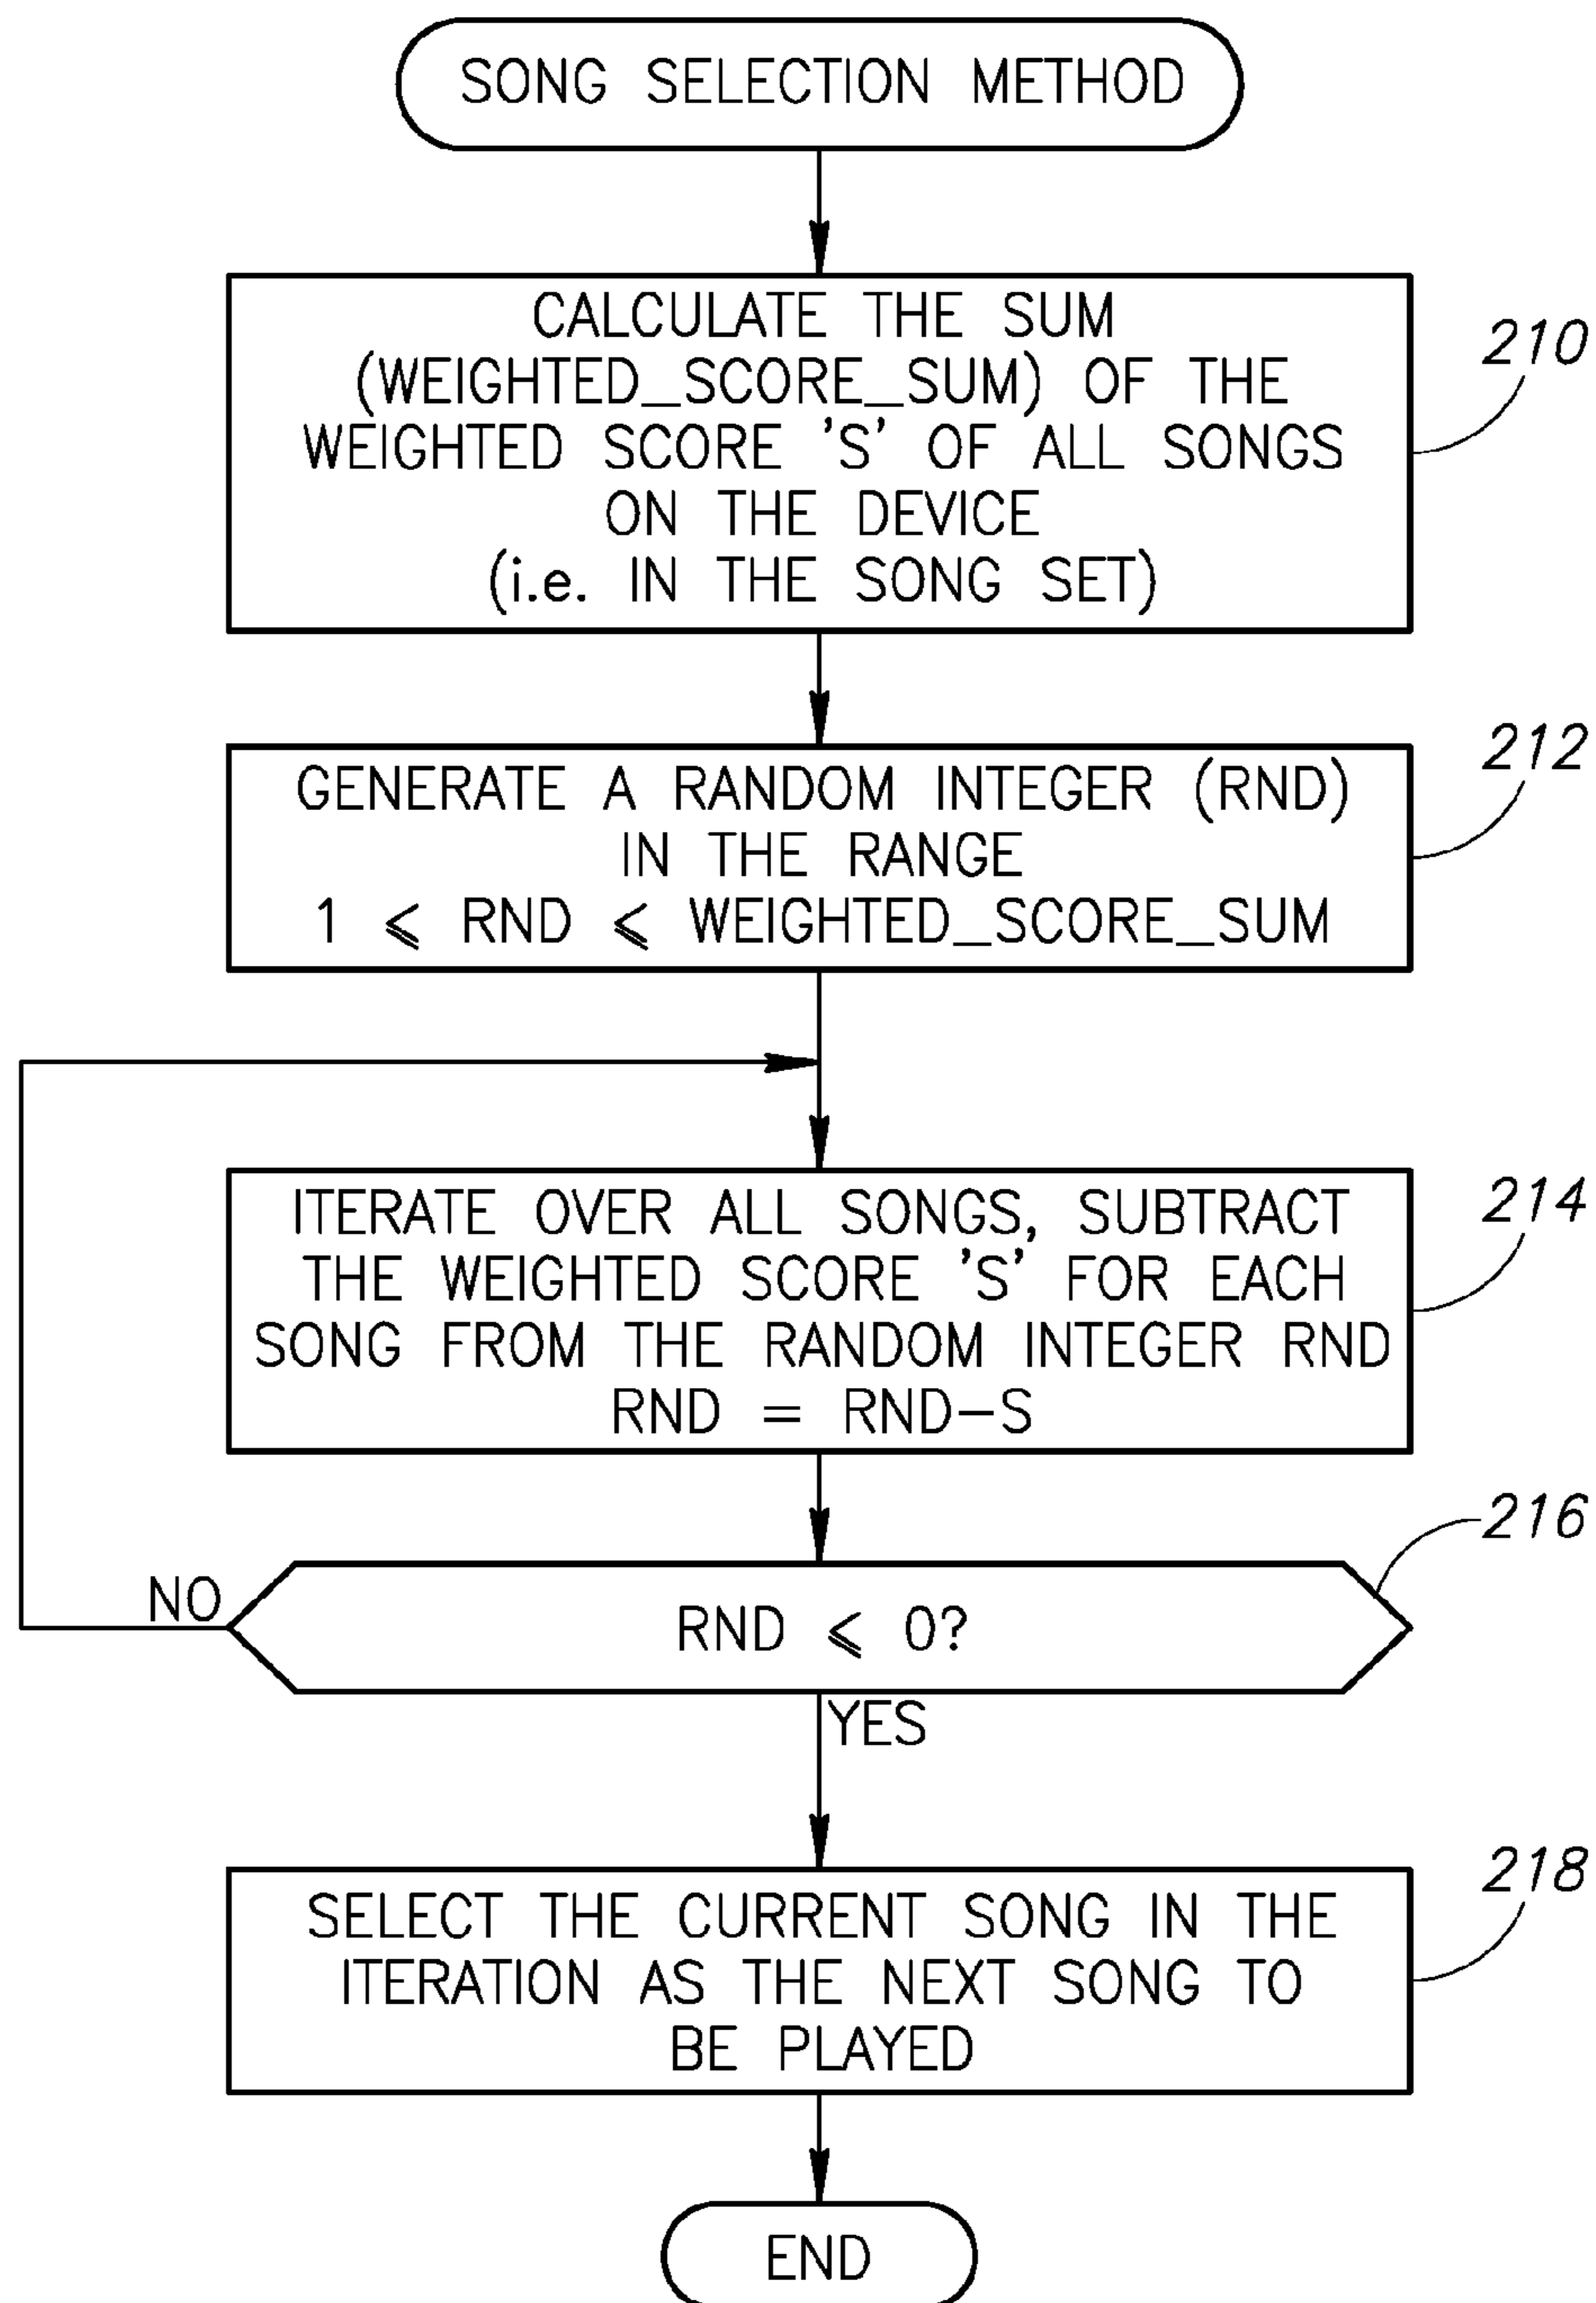 SONG SELECTION METHOD
CALCULATE THE SUM
(WEIGHTED_SCORE_SUM) OF THE
WEIGHTED SCORE 'S' OF ALL SONGS
ON THE DEVICE
(i.e. IN THE SONG SET)
210
GENERATE A RANDOM INTEGER (RND)
IN THE RANGE
1 ⩽ RND ⩽ WEIGHTED_SCORE_SUM
212
ITERATE OVER ALL SONGS, SUBTRACT
THE WEIGHTED SCORE 'S' FOR EACH
SONG FROM THE RANDOM INTEGER RND
RND = RND-S
214
216
NO
RND ⩽ 0?
YES
SELECT THE CURRENT SONG IN THE
ITERATION AS THE NEXT SONG TO
BE PLAYED
218
END